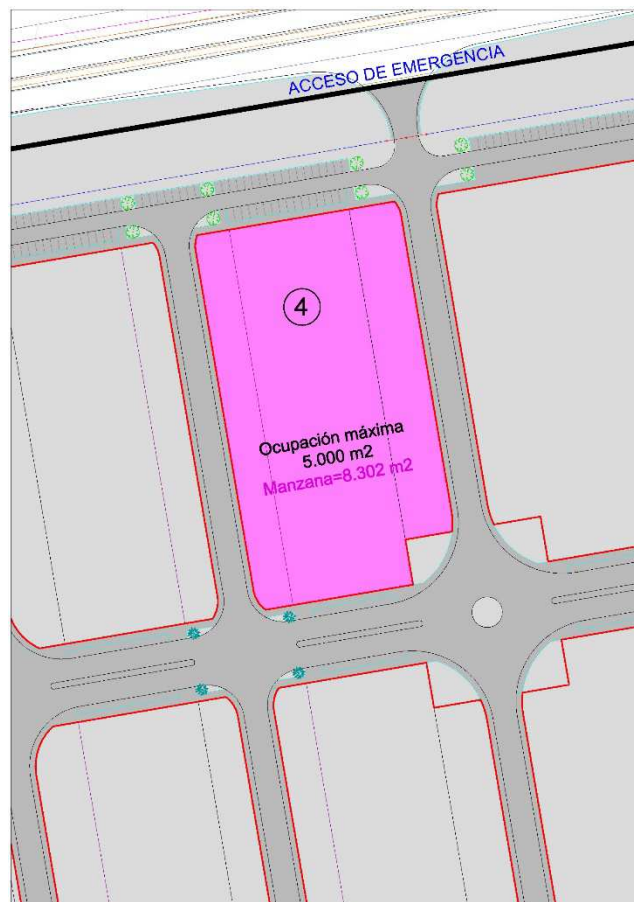 ACCESO DE EMERGENCIA
4
Ocupación máxima
5.000 m2
Manzana=8.302 m2